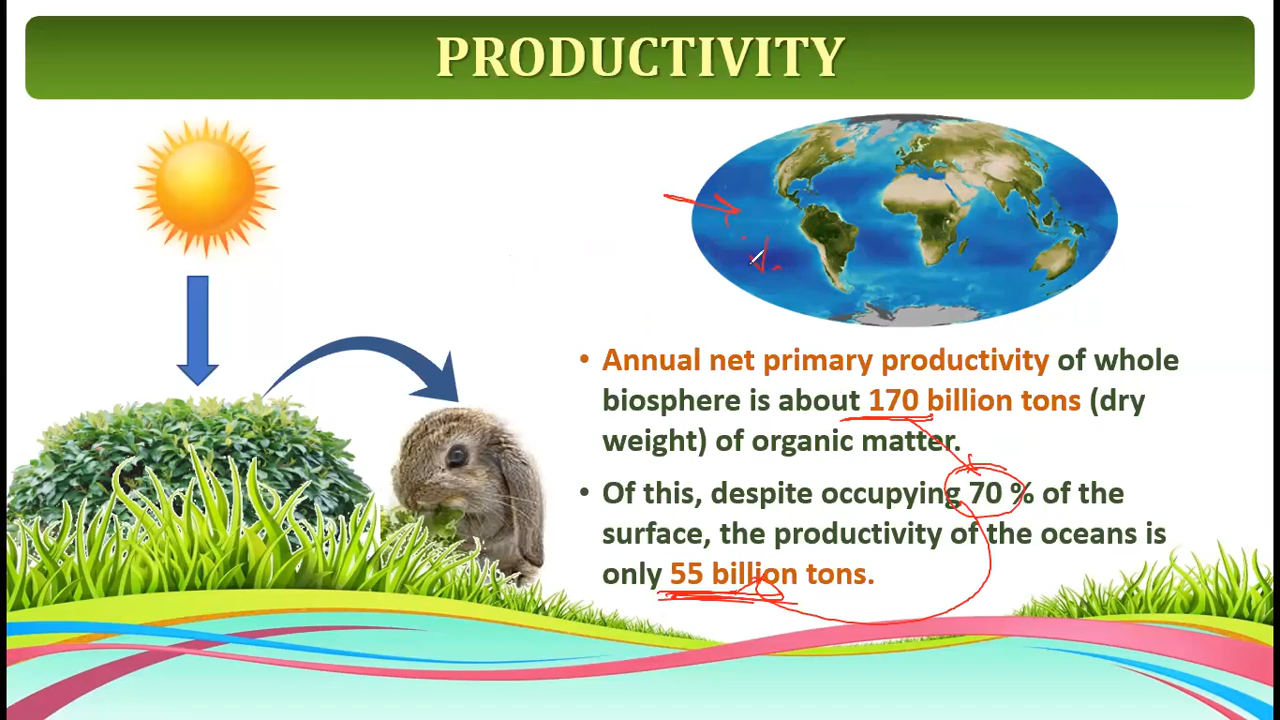 PRODUCTIVITY
• Annual net primary productivity of whole
biosphere is about 170 billion tons (dry
weight) of organic matter.
• Of this, despite occupying 70 % of the
surface, the productivity of the oceans is
only 55 billion tons.